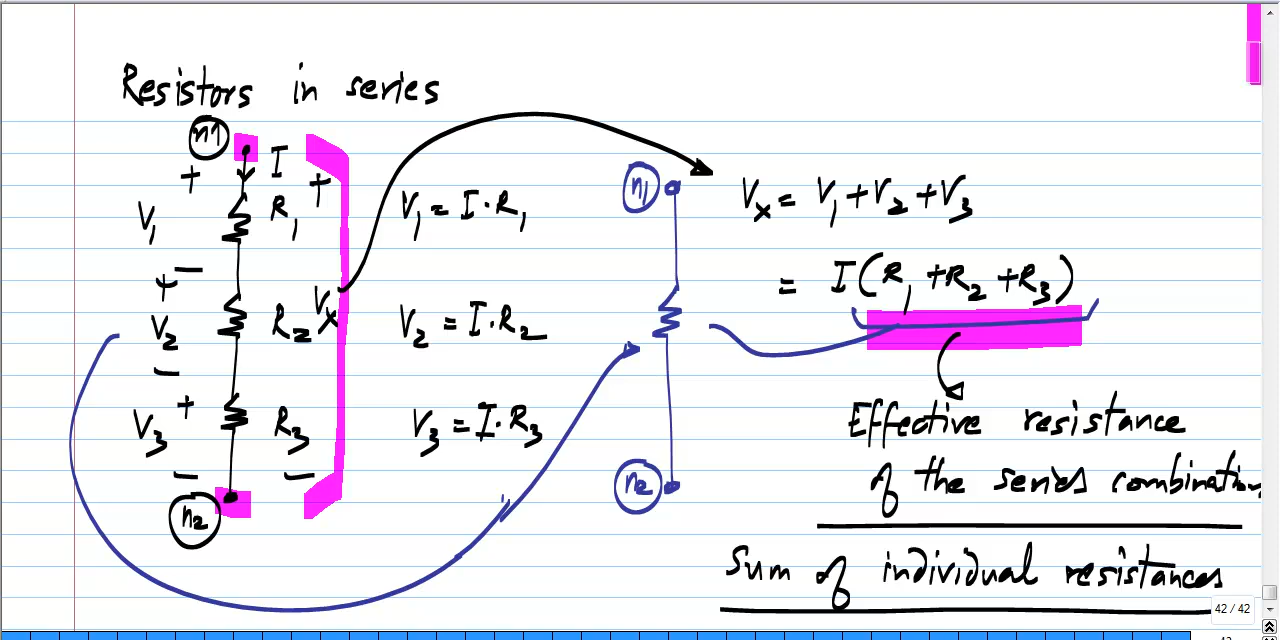 Resistors in series
n1
I
+
+
V₁
R₁
V₁ = I·R₁
n1
Vₓ = V₁ + V₂ + V₃
−
+
= I(R₁ + R₂ + R₃)
V₂
R₂
Vₓ
V₂ = I·R₂
−
+
V₃
R₃
V₃ = I·R₃
Effective resistance
−
−
n2
n2
of the series combination
Sum of individual resistances
42 / 42